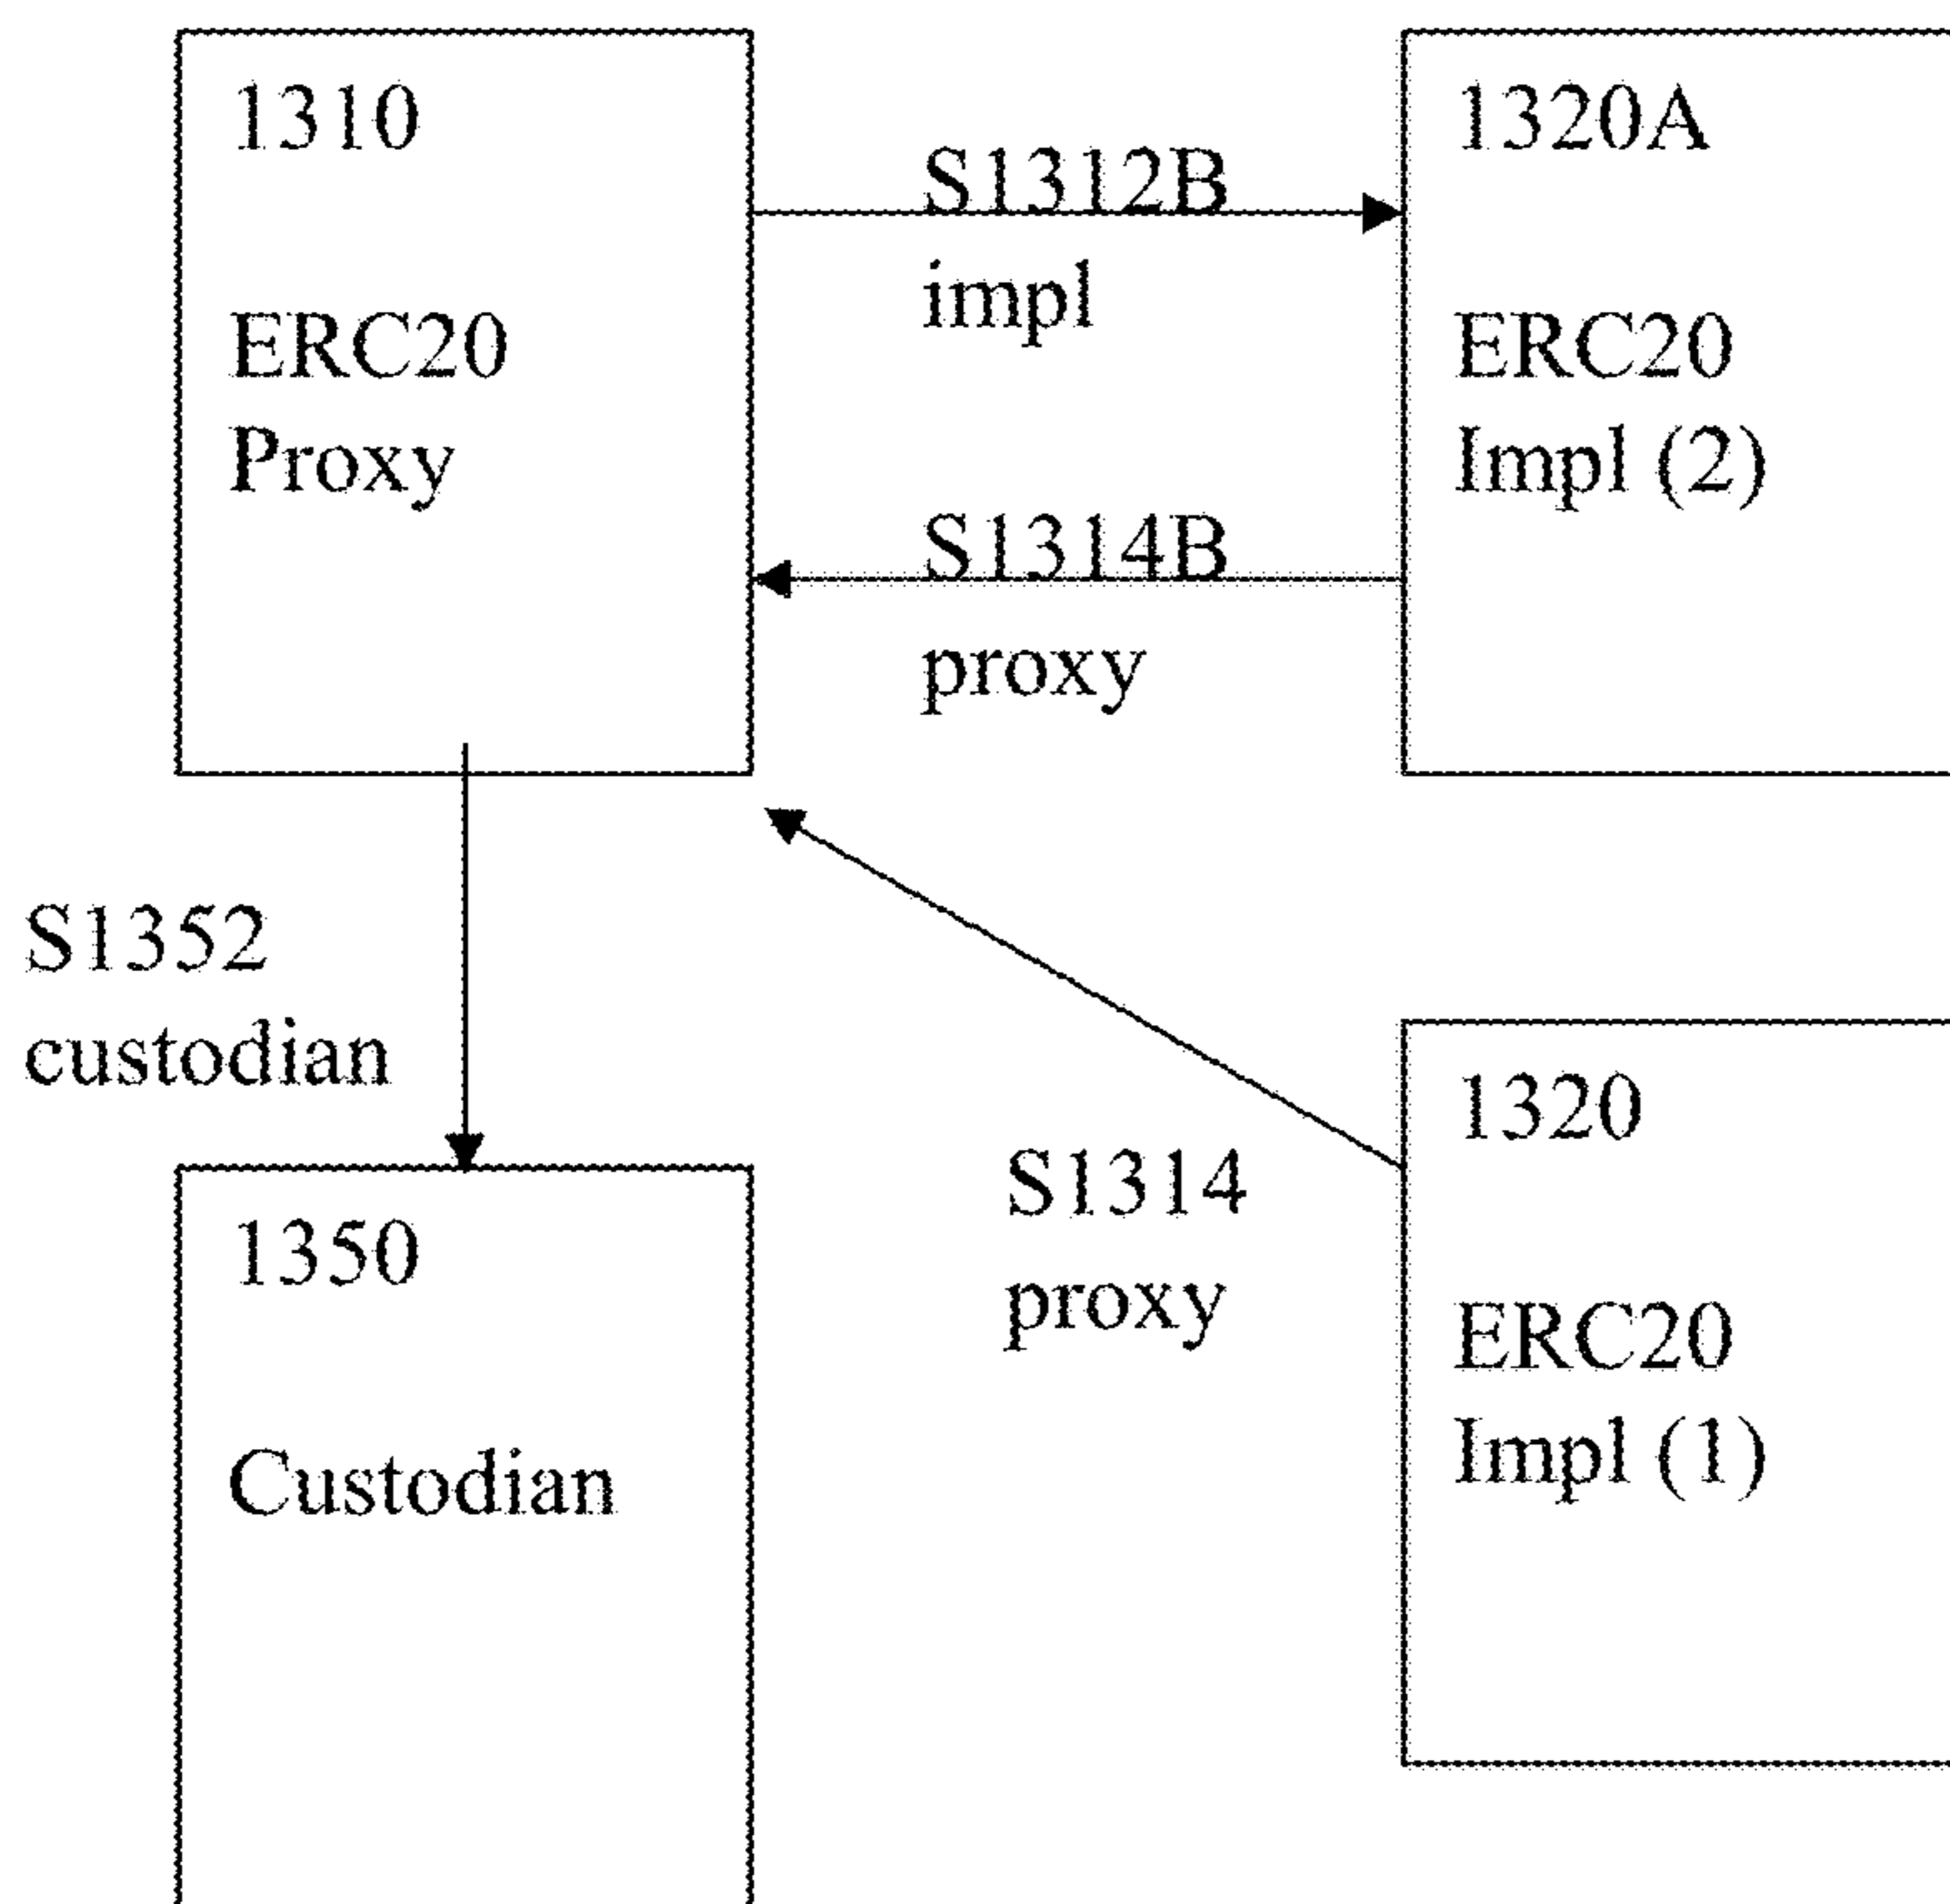 1310
ERC20
Proxy
S1312B
impl
S1314B
proxy
1320A
ERC20
Impl (2)
S1352
custodian
S1314
proxy
1320
ERC20
Impl (1)
1350
Custodian